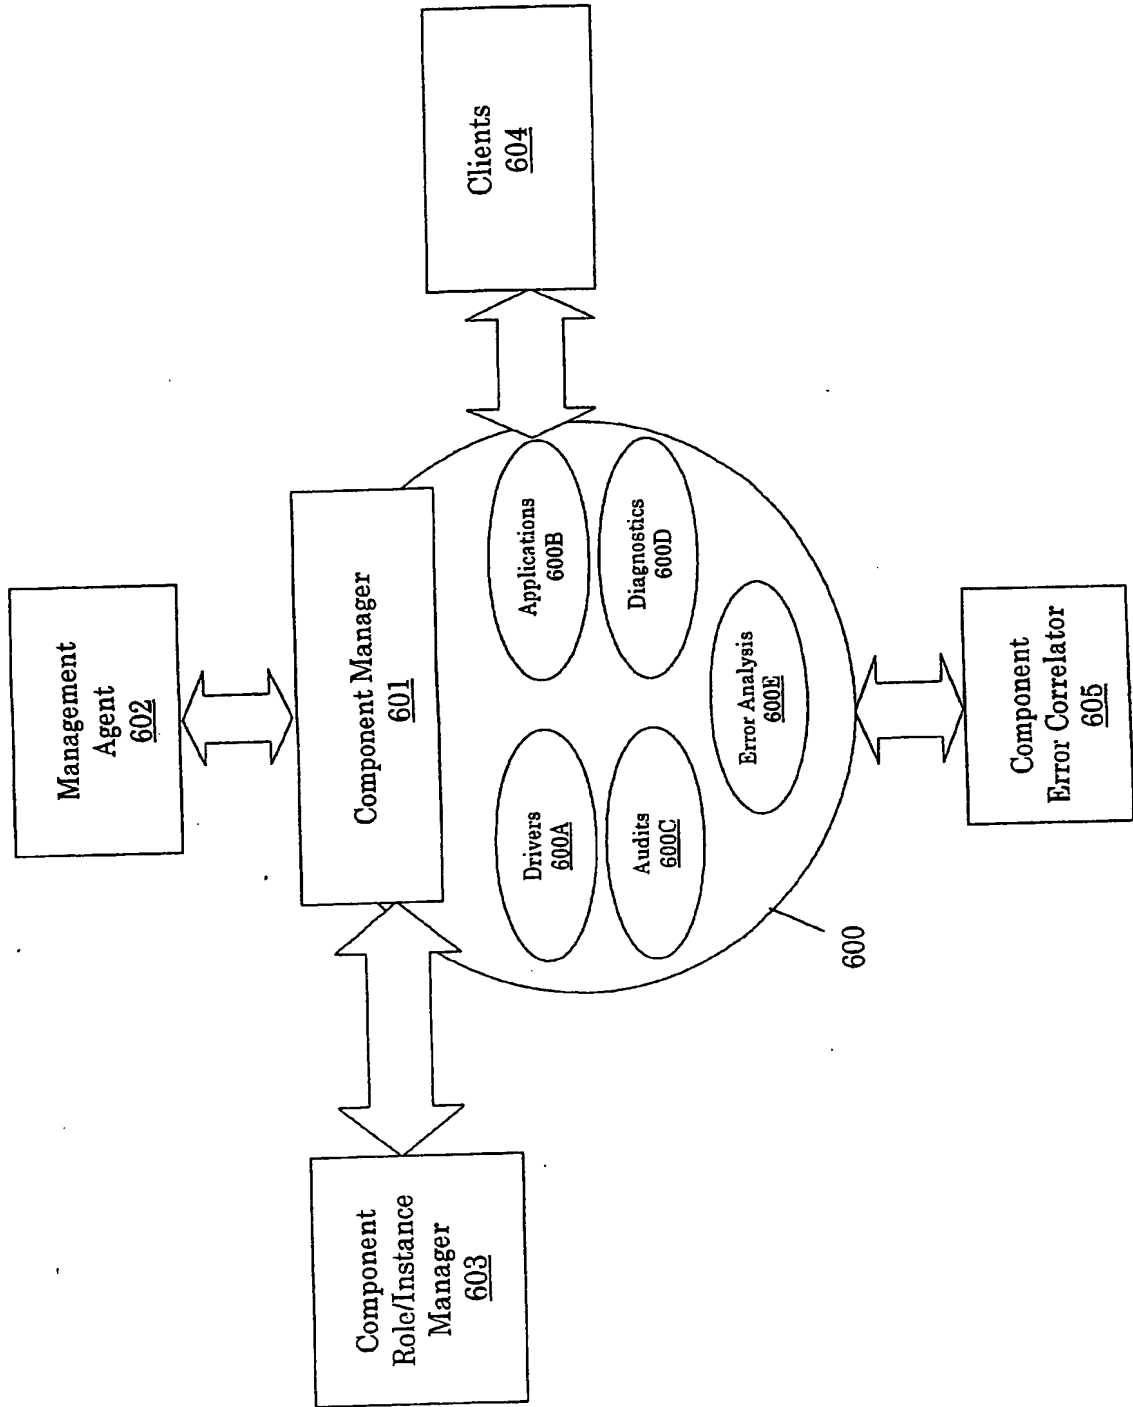 Management
Agent
602
Component
Role/Instance
Manager
603
Component Manager
601
Clients
604
Drivers
600A
Applications
600B
Audits
600C
Diagnostics
600D
Error Analysis
600E
600
Component
Error Correlator
605